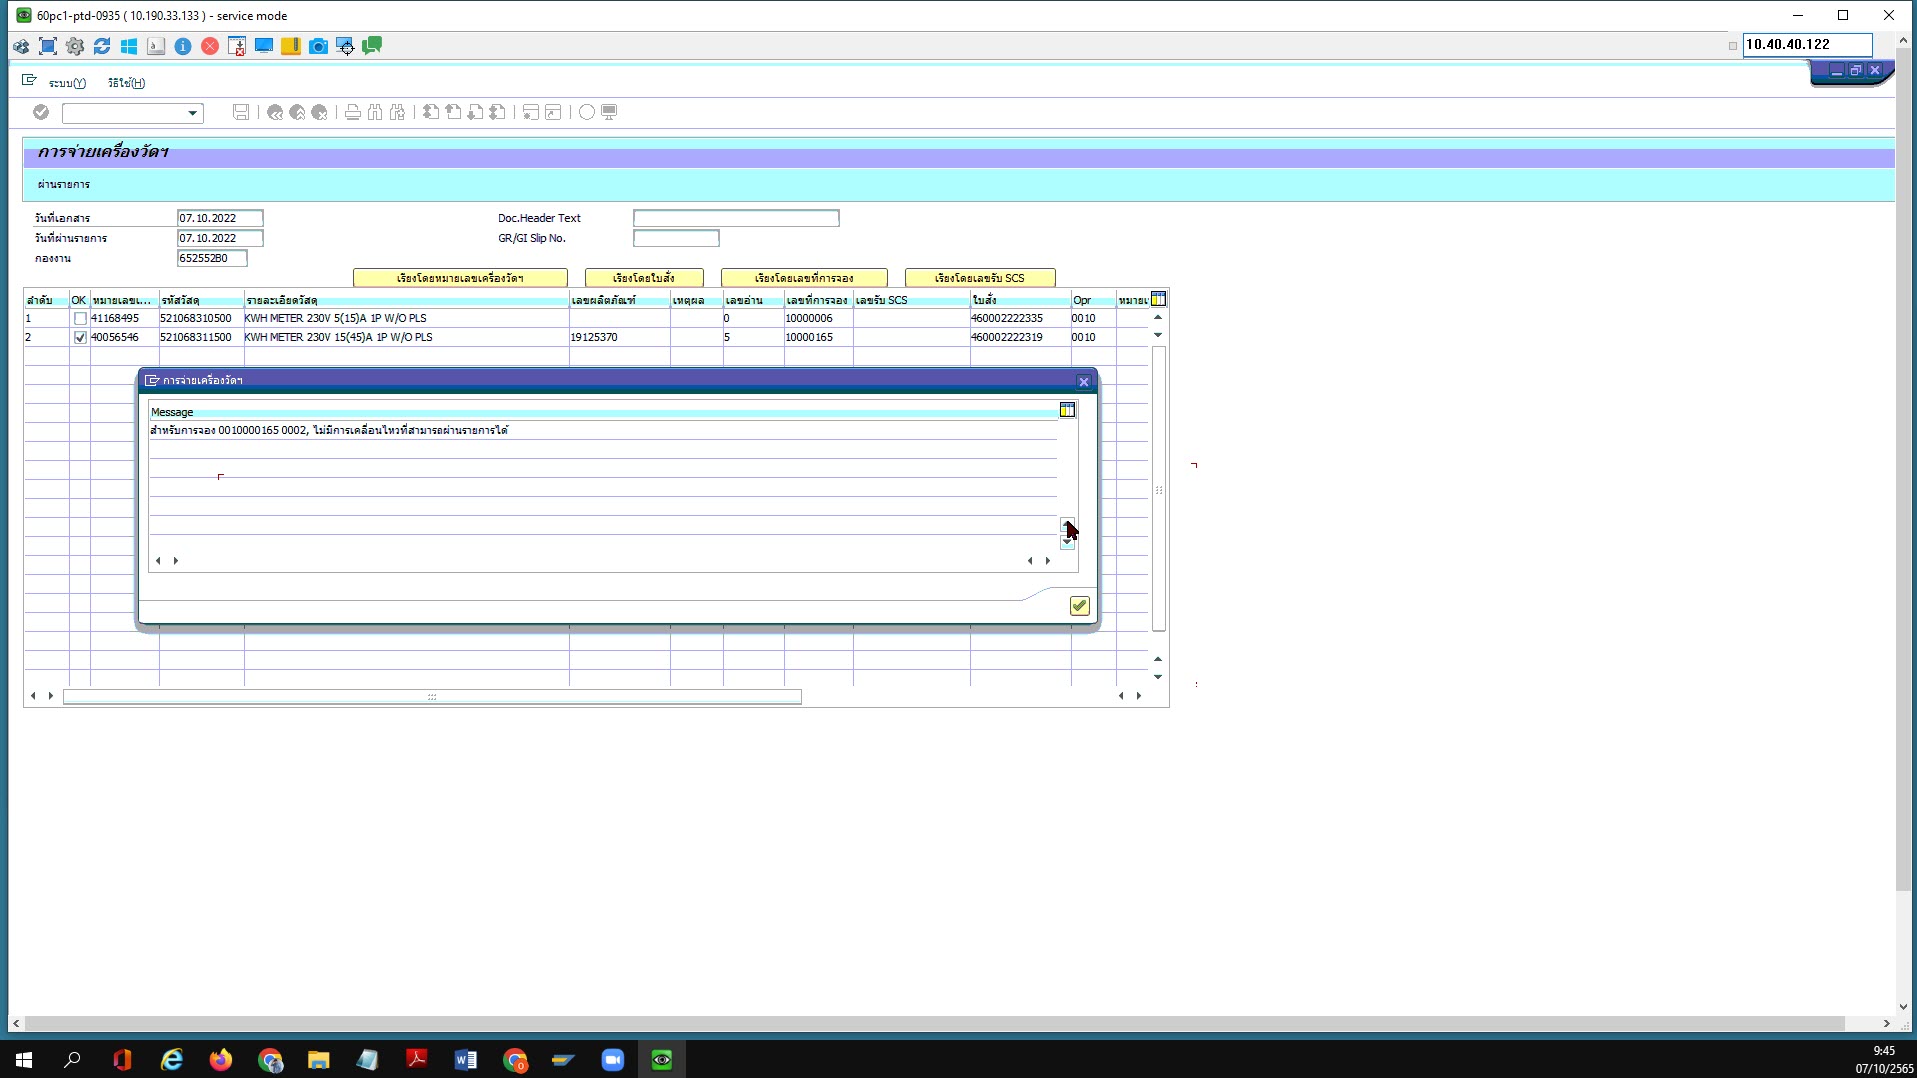 60pc1-ptd-0935 ( 10.190.33.133 ) - service mode
10.40.40.122
ระบบ(Y) วิธีใช้(H)
การจ่ายเครื่องวัดฯ
ผ่านรายการ
วันที่เอกสาร 07.10.2022 Doc.Header Text
วันที่ผ่านรายการ 07.10.2022 GR/GI Slip No.
กองงาน 652552B0
เรียงโดยหมายเลขเครื่องวัดฯ เรียงโดยใบสั่ง เรียงโดยเลขที่การจอง เรียงโดยเลขรับ SCS
ลำดับ OK หมายเลขเ... รหัสวัสดุ รายละเอียดวัสดุ เลขผลิตภัณฑ์ เหตุผล เลขอ่าน เลขที่การจอง เลขรับ SCS ใบสั่ง Opr หมายเ
1 41168495 521068310500 KWH METER 230V 5(15)A 1P W/O PLS 0 10000006 460002222335 0010
2 40056546 521068311500 KWH METER 230V 15(45)A 1P W/O PLS 19125370 5 10000165 460002222319 0010
การจ่ายเครื่องวัดฯ
Message
สำหรับการจอง 0010000165 0002, ไม่มีการเคลื่อนไหวที่สามารถผ่านรายการได้
9:45
07/10/2565